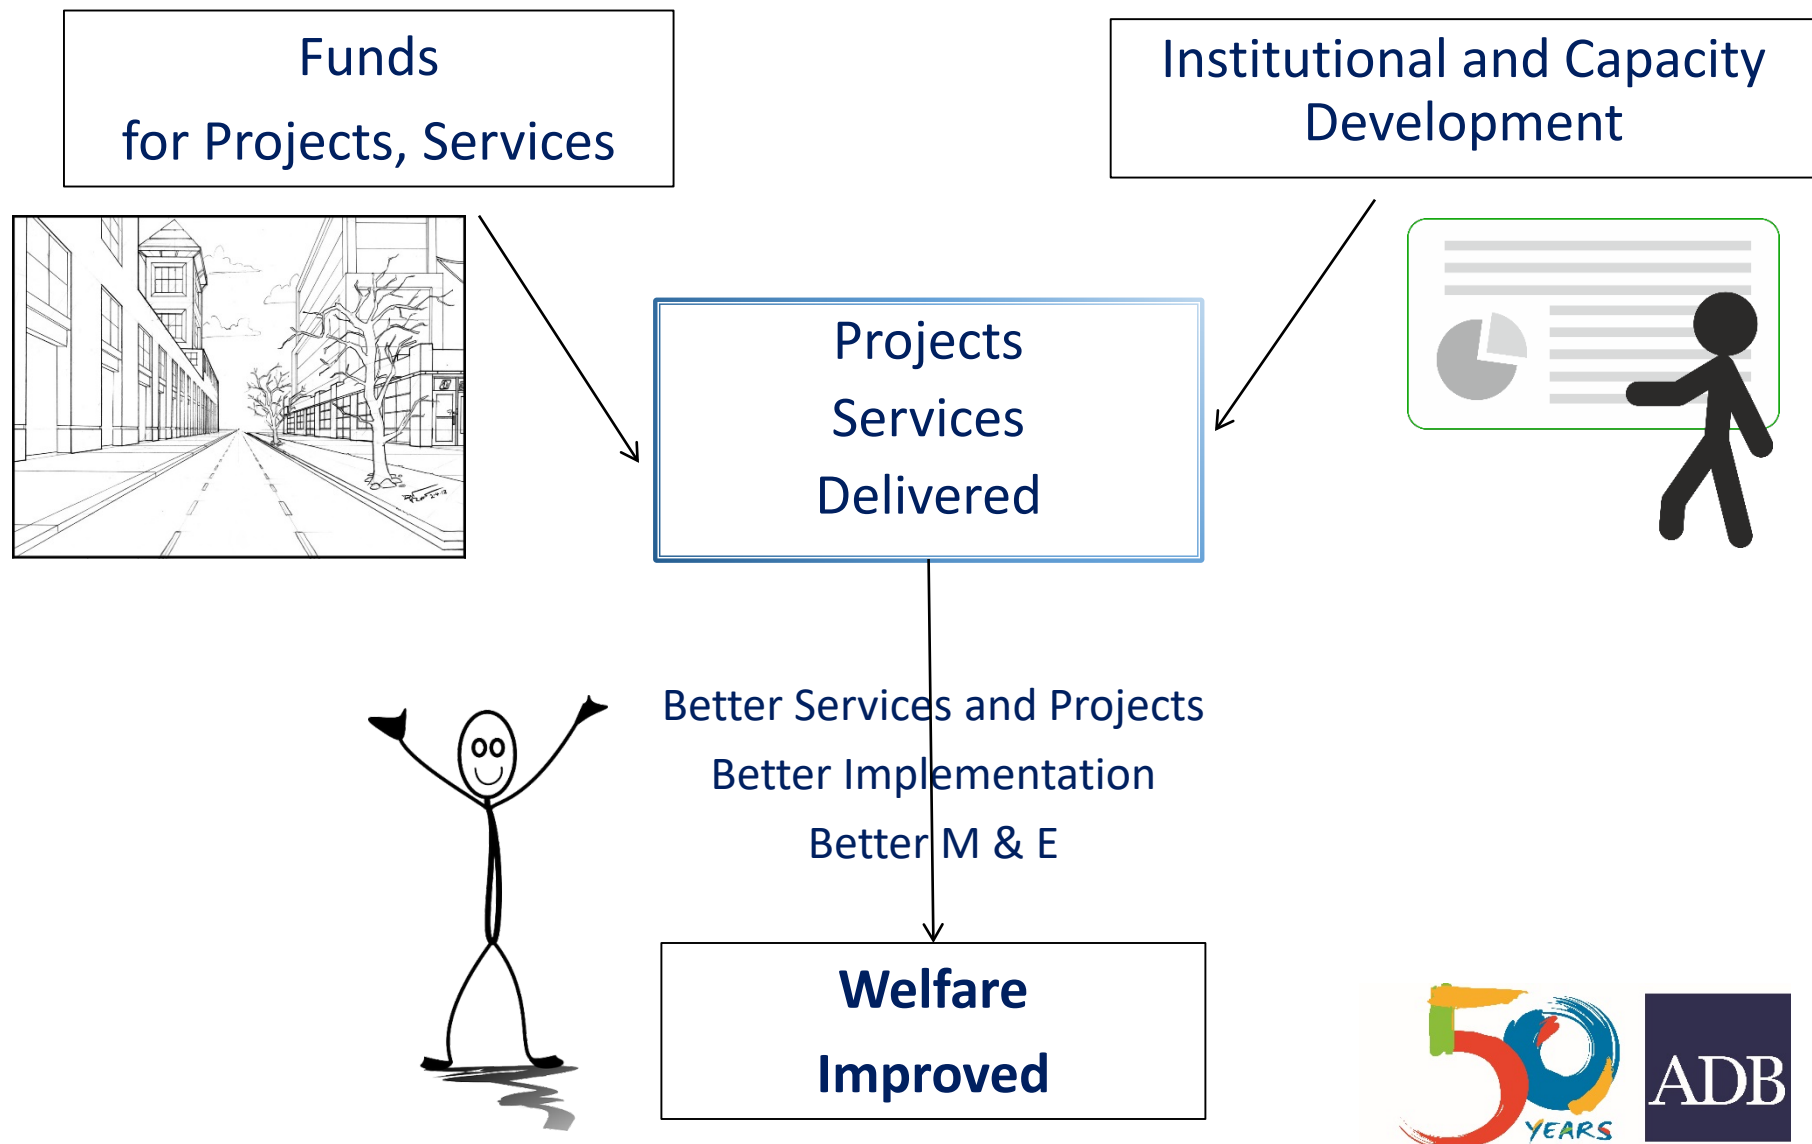 Funds
for Projects, Services
Institutional and Capacity
Development
Projects
Services
Delivered
Better Services and Projects
Better Implementation
Better M & E
Welfare
Improved
50
YEARS
ADB